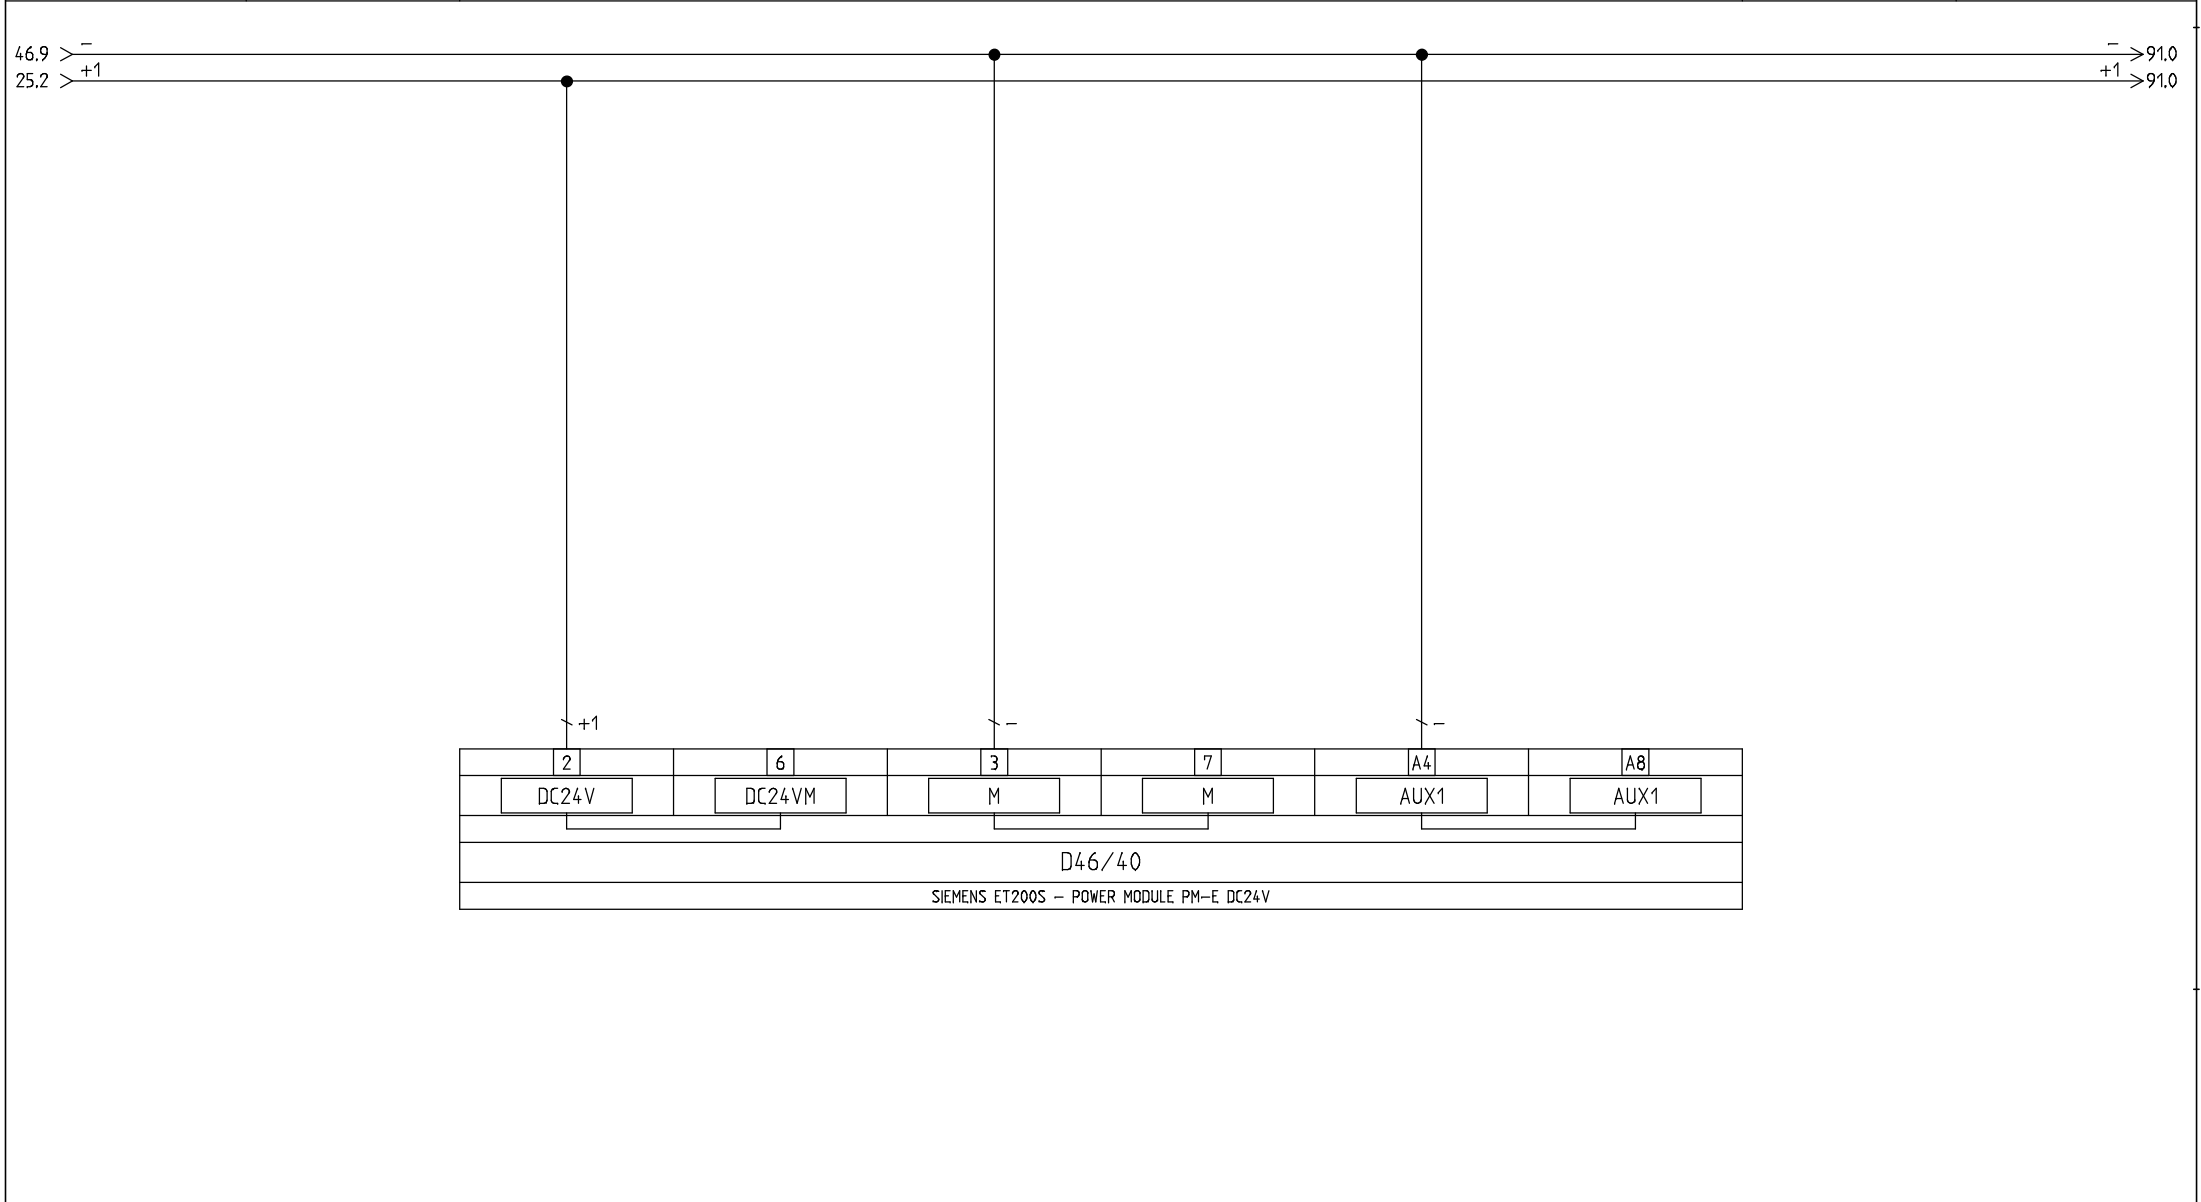 46.9 − − 91.0
25.2 +1 +1 91.0
+1 − −
2 6 3 7 A4 A8
DC24V DC24VM M M AUX1 AUX1
D46/40
SIEMENS ET200S − POWER MODULE PM−E DC24V